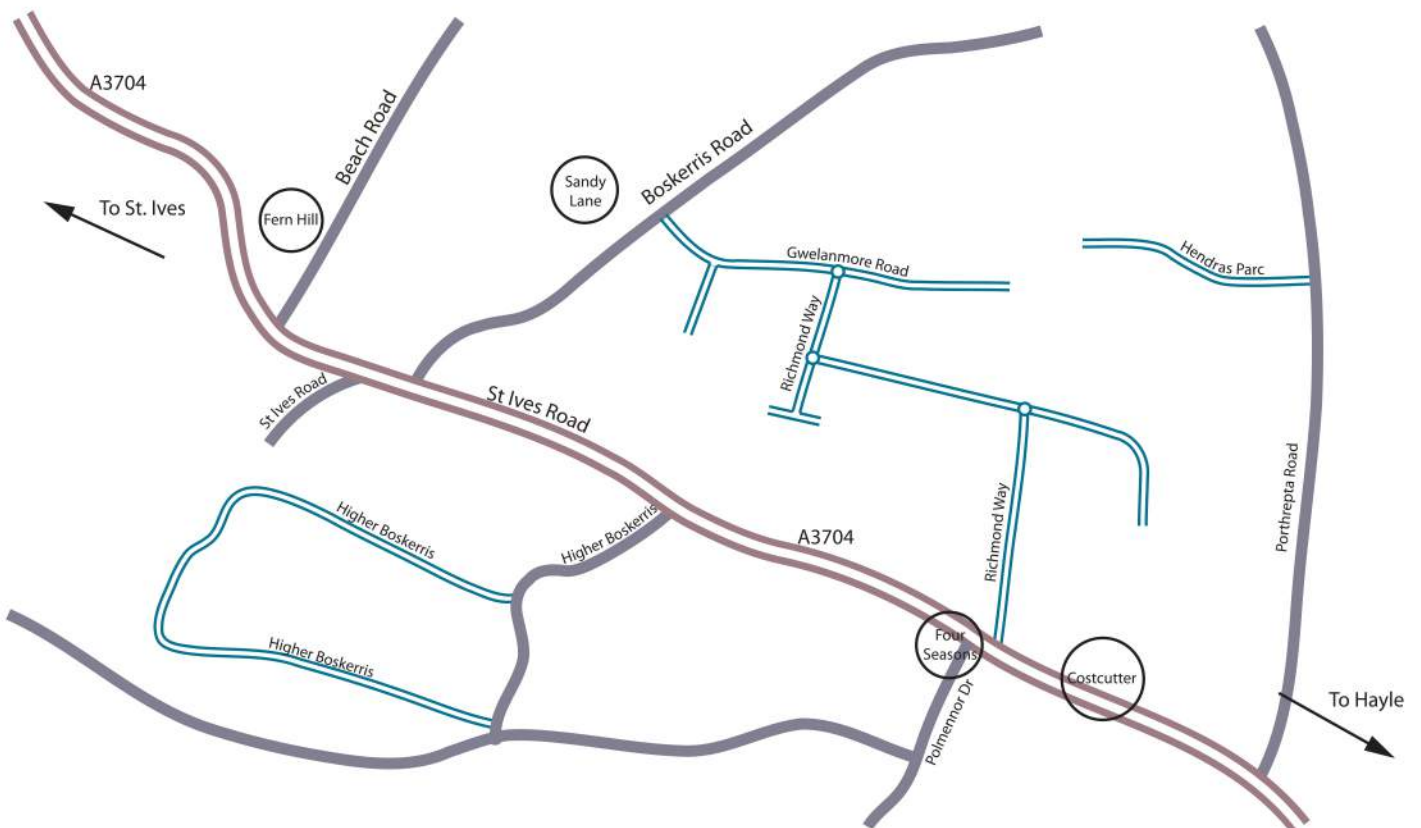 A3704
Beach Road
To St. Ives
Fern Hill
Sandy
Lane
Boskerris Road
Gwelanmore Road
Hendras Parc
Richmond Way
St Ives Road
St Ives Road
Higher Boskerris
Higher Boskerris
A3704
Richmond Way
Porthrepta Road
Higher Boskerris
Four
Seasons
Costcutter
Polmennor Dr
To Hayle